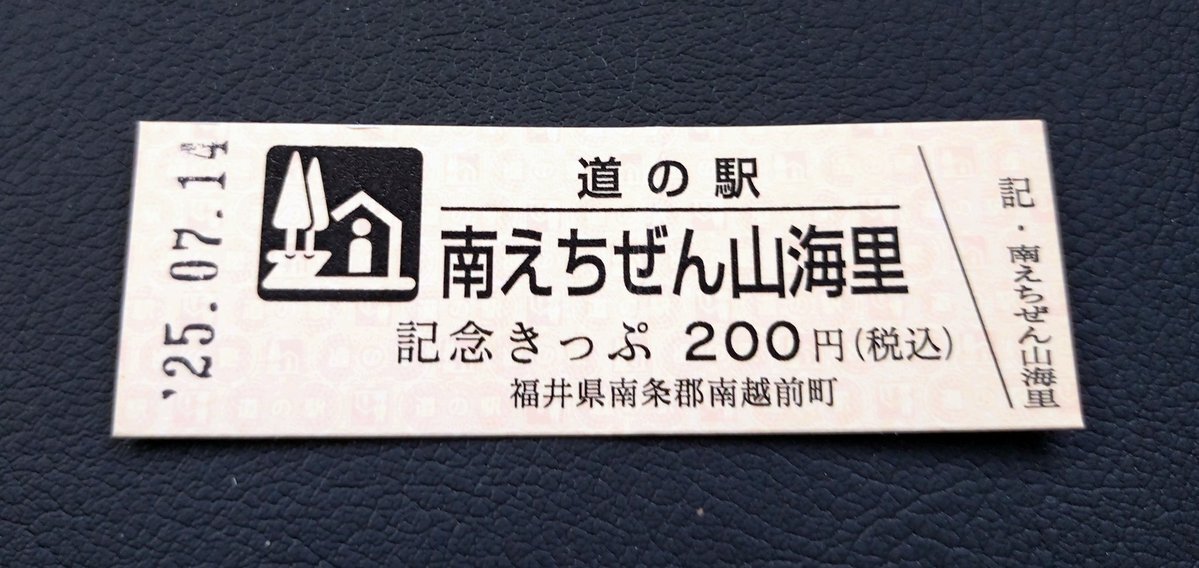 '25.07.14
道の駅
南えちぜん山海里
記念きっぷ 200円(税込)
福井県南条郡南越前町
記・南えちぜん山海里